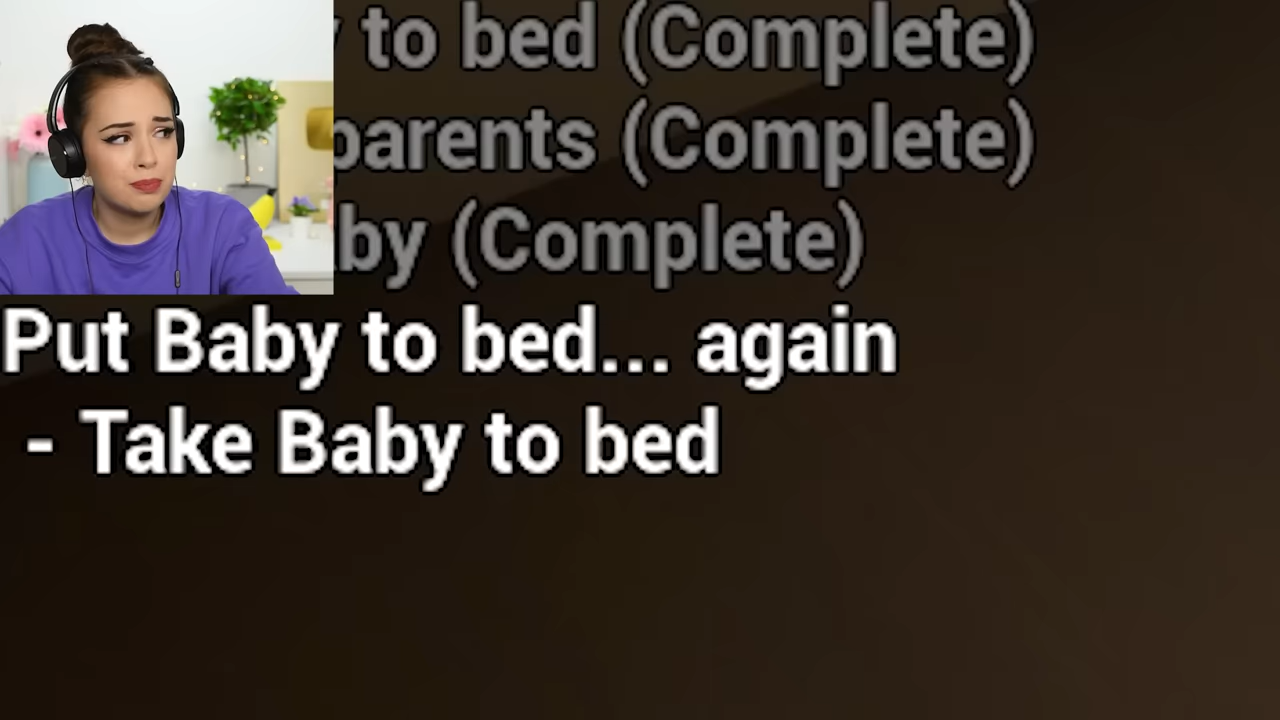 to bed (Complete)
parents (Complete)
by (Complete)
Put Baby to bed... again
- Take Baby to bed